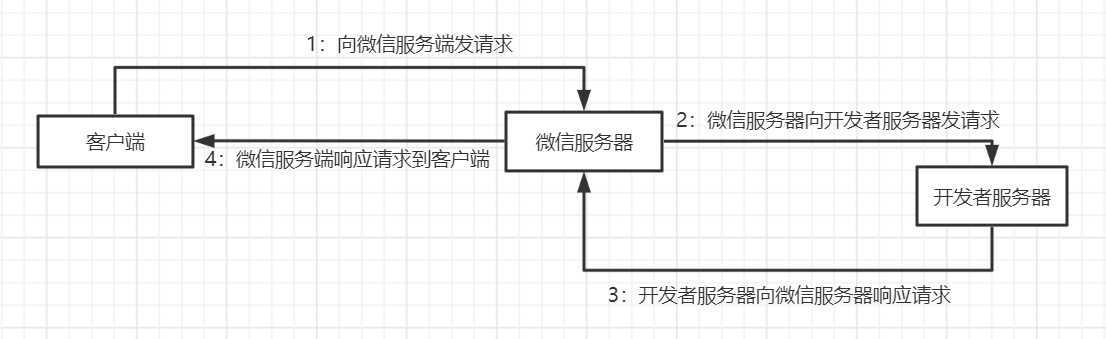 1：向微信服务端发请求
客户端
微信服务器
2：微信服务器向开发者服务器发请求
4：微信服务端响应请求到客户端
开发者服务器
3：开发者服务器向微信服务器响应请求